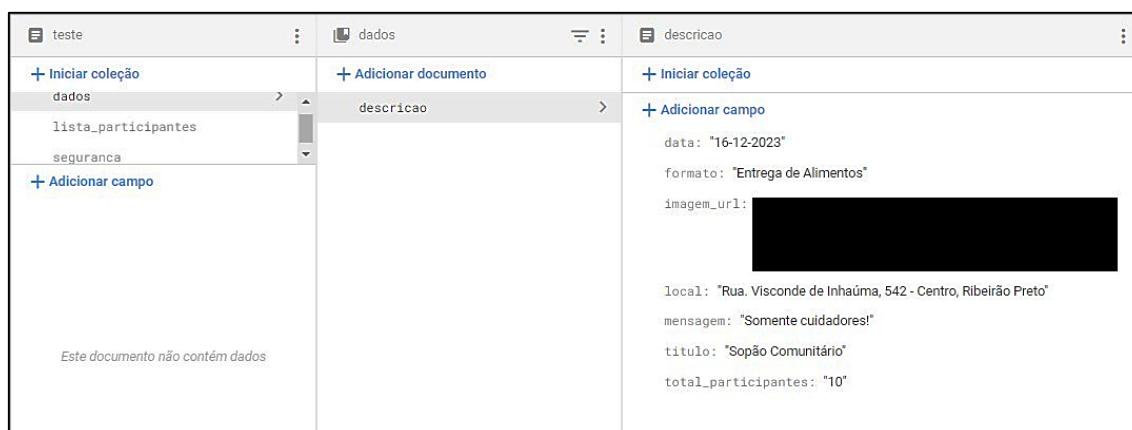 teste
+ Iniciar coleção
dados
lista_participantes
seguranca
+ Adicionar campo
Este documento não contém dados
dados
+ Adicionar documento
descricao
descricao
+ Iniciar coleção
+ Adicionar campo
data: "16-12-2023"
formato: "Entrega de Alimentos"
imagem_url:
local: "Rua. Visconde de Inhaúma, 542 - Centro, Ribeirão Preto"
mensagem: "Somente cuidadores!"
titulo: "Sopão Comunitário"
total_participantes: "10"